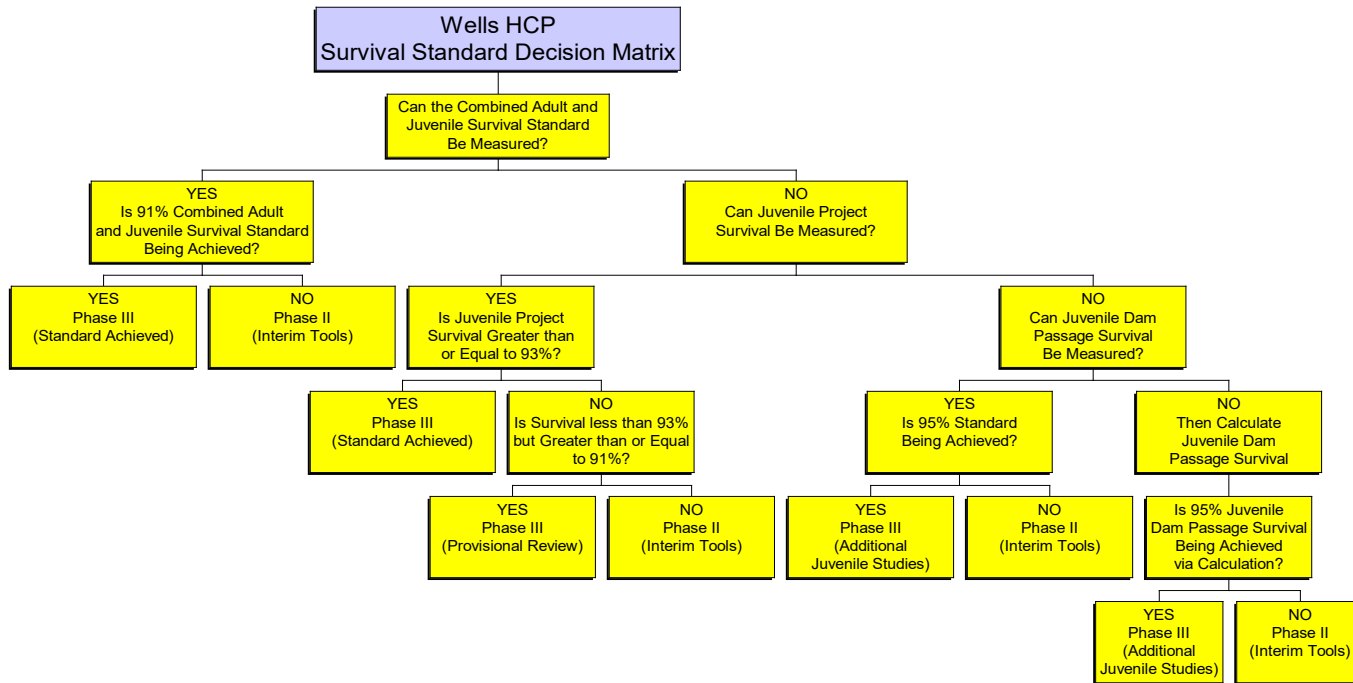 Wells HCP
Survival Standard Decision Matrix
Can the Combined Adult and
Juvenile Survival Standard
Be Measured?
YES
Is 91% Combined Adult
and Juvenile Survival Standard
Being Achieved?
NO
Can Juvenile Project
Survival Be Measured?
YES
Phase III
(Standard Achieved)
NO
Phase II
(Interim Tools)
YES
Is Juvenile Project
Survival Greater than
or Equal to 93%?
NO
Can Juvenile Dam
Passage Survival
Be Measured?
YES
Phase III
(Standard Achieved)
NO
Is Survival less than 93%
but Greater than or Equal
to 91%?
YES
Is 95% Standard
Being Achieved?
NO
Then Calculate
Juvenile Dam
Passage Survival
YES
Phase III
(Provisional Review)
NO
Phase II
(Interim Tools)
YES
Phase III
(Additional
Juvenile Studies)
NO
Phase II
(Interim Tools)
Is 95% Juvenile
Dam Passage Survival
Being Achieved
via Calculation?
YES
Phase III
(Additional
Juvenile Studies)
NO
Phase II
(Interim Tools)